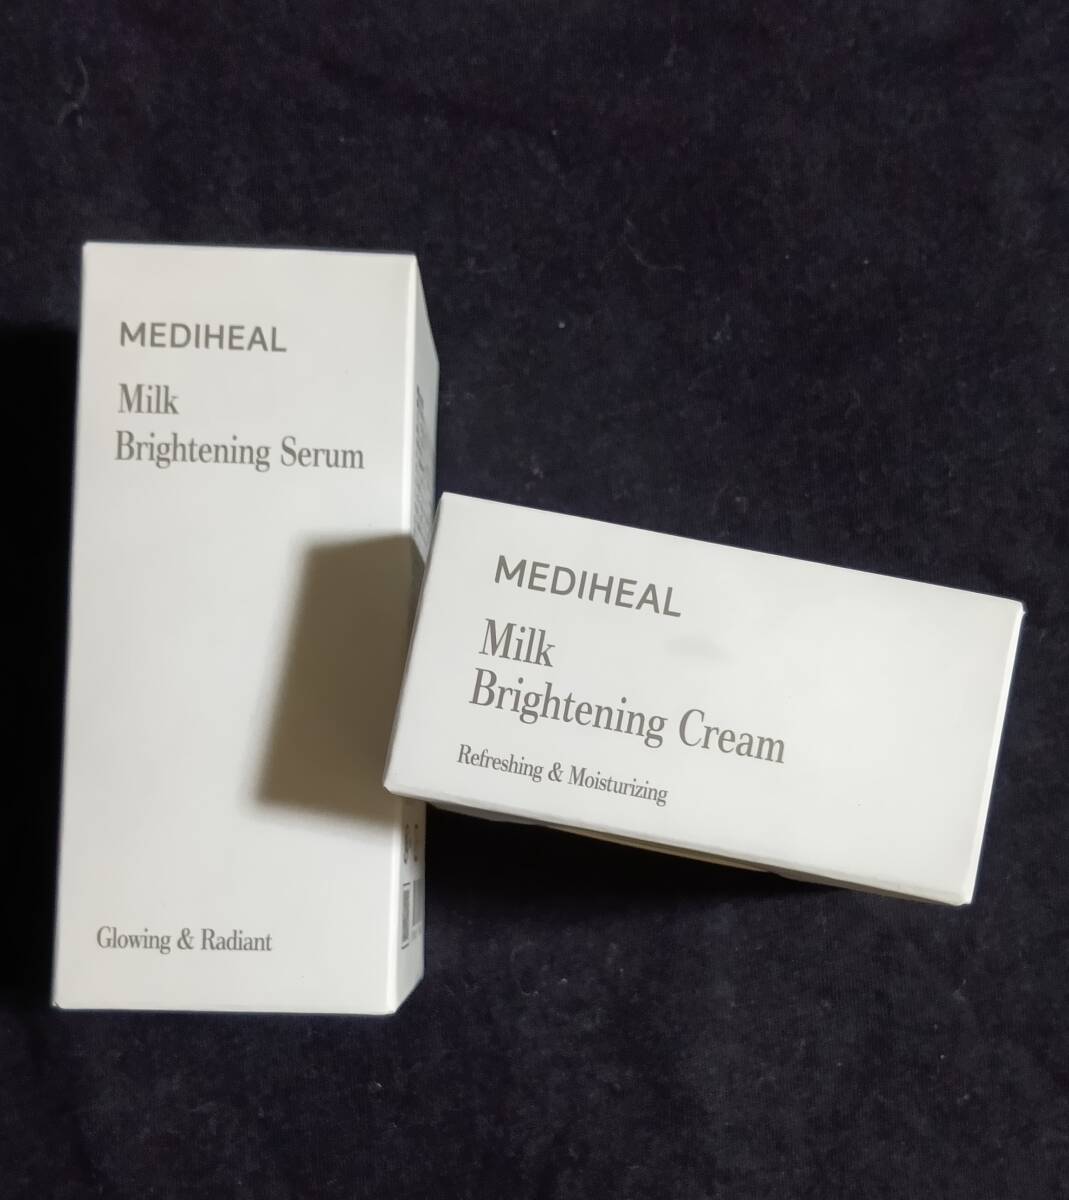 MEDIHEAL
Milk
Brightening Serum
Glowing & Radiant
MEDIHEAL
Milk
Brightening Cream
Refreshing & Moisturizing